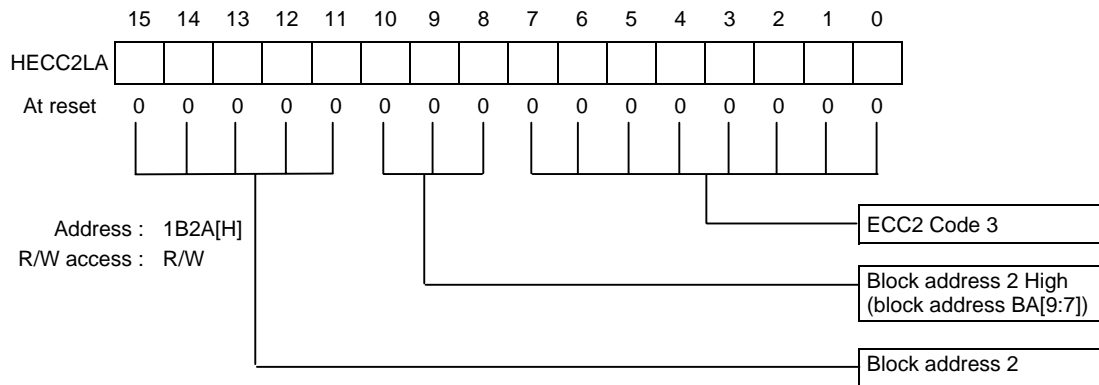 15 14 13 12 11 10 9 8 7 6 5 4 3 2 1 0
HECC2LA
At reset 0 0 0 0 0 0 0 0 0 0 0 0 0 0 0 0
Address : 1B2A[H]
R/W access : R/W
ECC2 Code 3
Block address 2 High
(block address BA[9:7])
Block address 2